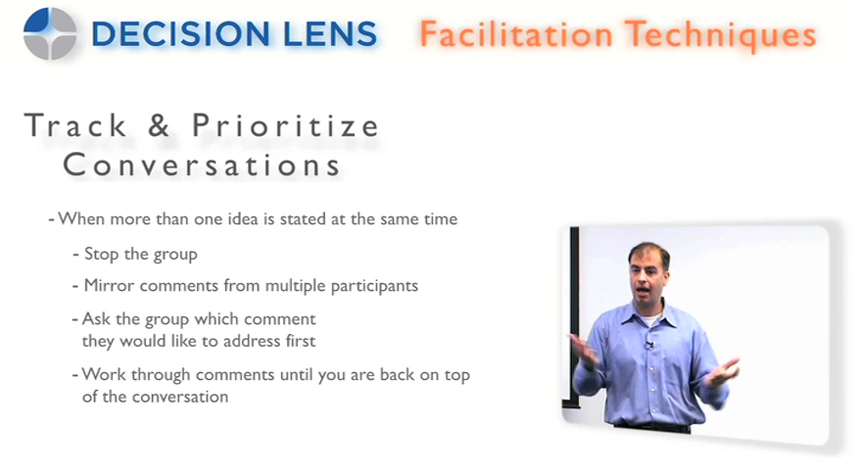 DECISION LENS Facilitation Techniques
Track & Prioritize
Conversations
- When more than one idea is stated at the same time
- Stop the group
- Mirror comments from multiple participants
- Ask the group which comment
they would like to address first
- Work through comments until you are back on top
of the conversation